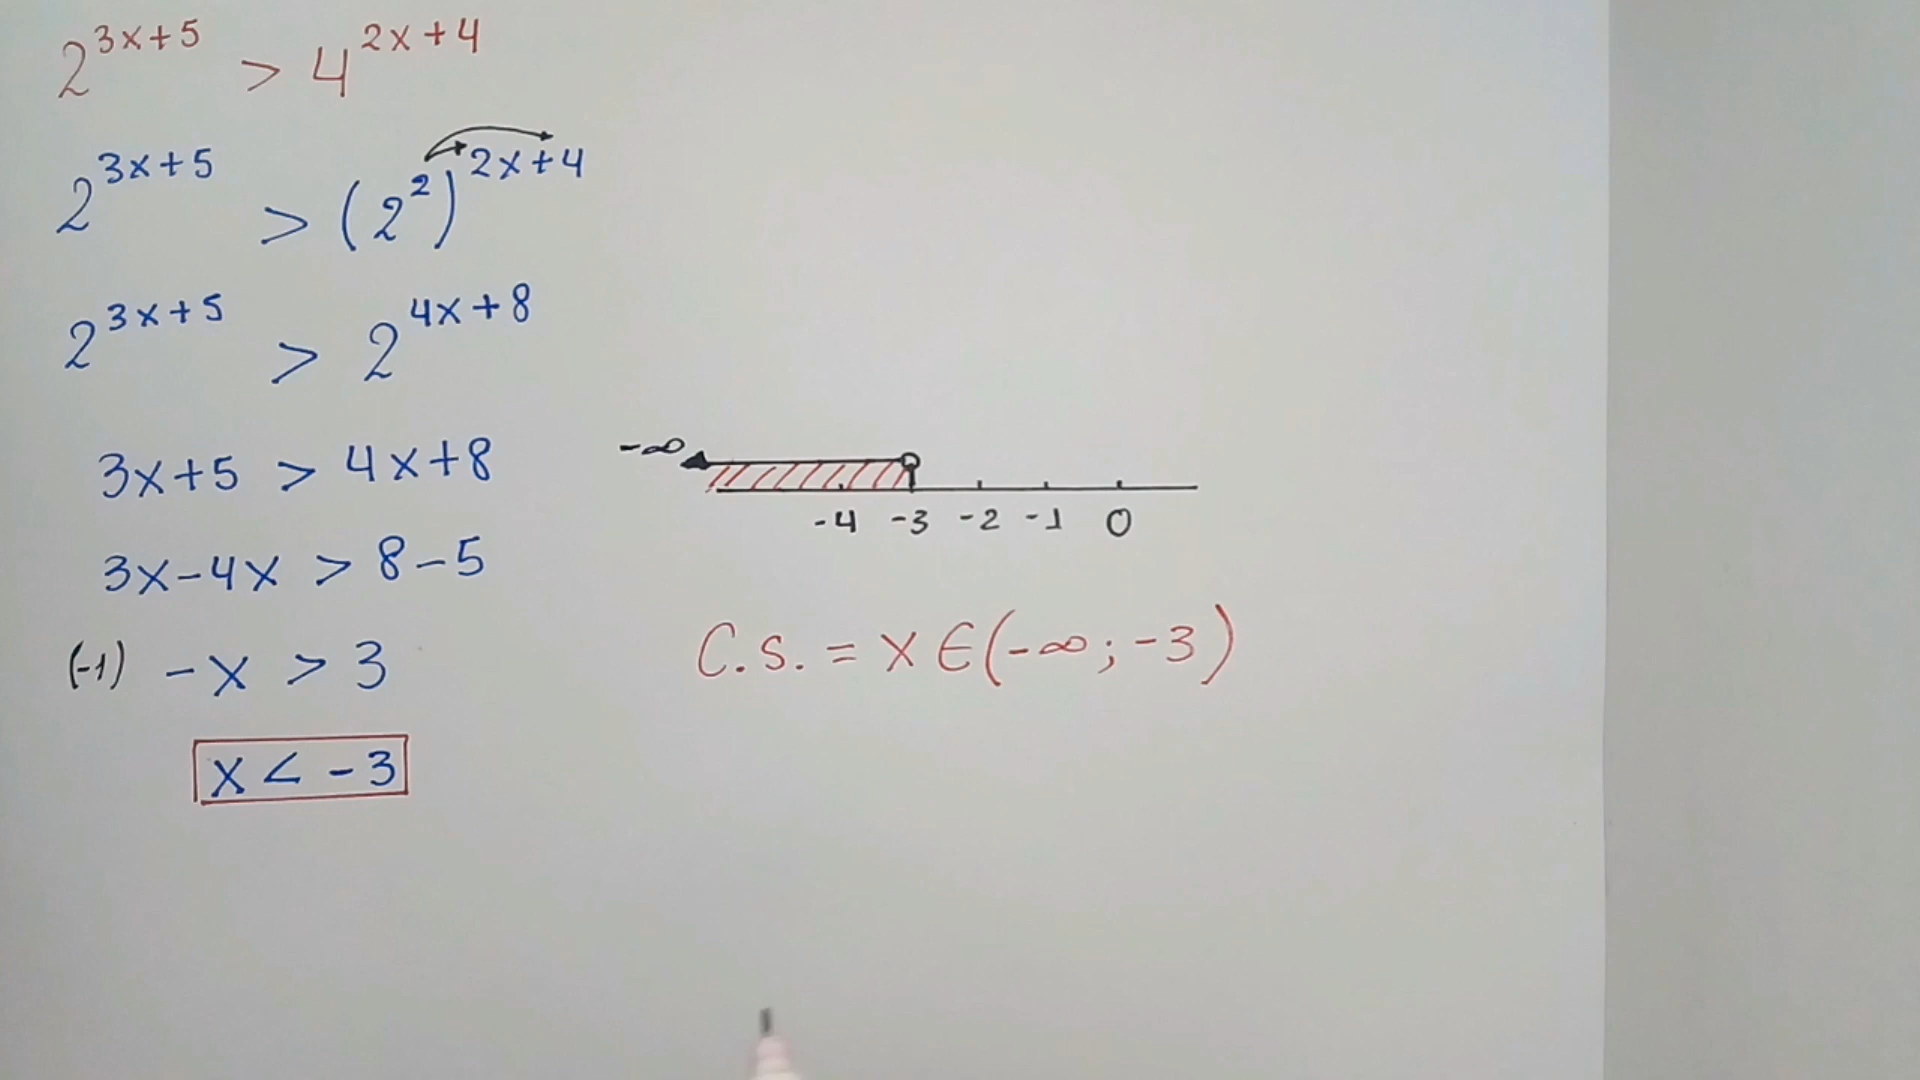 2^{3x+5} > 4^{2x+4}
2^{3x+5} > (2^2)^{2x+4}
2^{3x+5} > 2^{4x+8}
3x+5 > 4x+8
3x-4x > 8-5
(-1) -x > 3
x < -3
-∞
-4 -3 -2 -1 0
C.S. = x ∈ (-∞; -3)